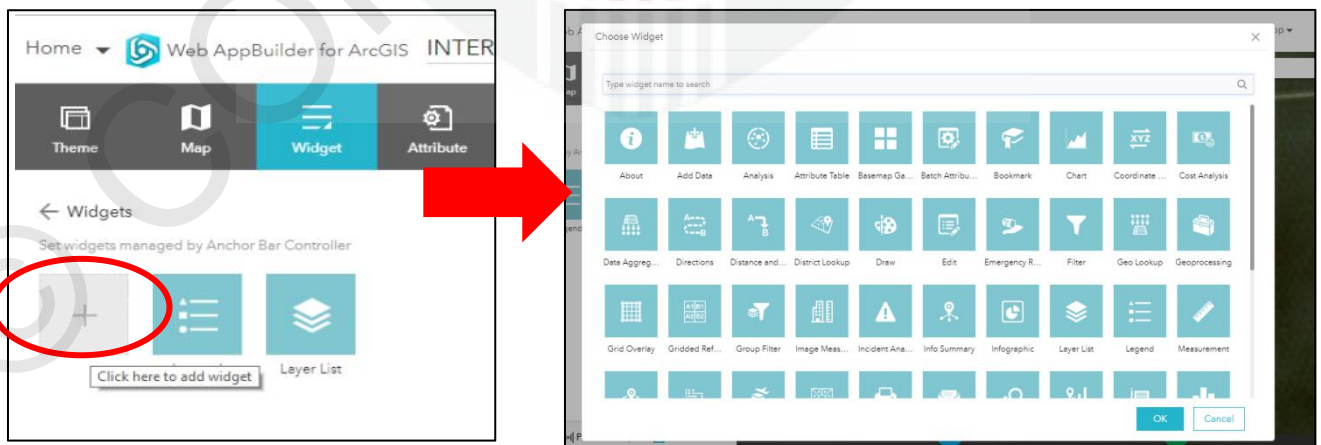 Home Web AppBuilder for ArcGIS INTER
Theme Map Widget Attribute
Widgets
Set widgets managed by Anchor Bar Controller
Layer List
Click here to add widget
Choose Widget
Type widget name to search
About Add Data Analysis Attribute Table Basemap Ga... Batch Attribu... Bookmark Chart Coordinate ... Cost Analysis
XYZ
Data Aggreg... Directions Distance and... District Lookup Draw Edit Emergency R... Filter Geo Lookup Geoprocessing
Grid Overlay Gridded Ref... Group Filter Image Meas... Incident Ana... Info Summary Infographic Layer List Legend Measurement
OK Cancel